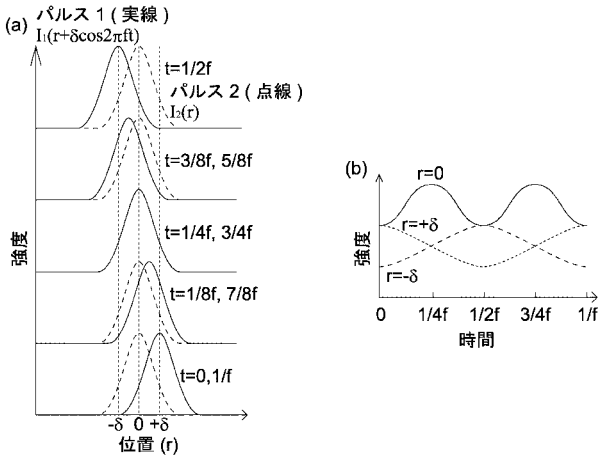 (a)
パルス 1 ( 実線 )
I₁(r+δcos2πft)
t=1/2f
パルス 2 ( 点線 )
I₂(r)
t=3/8f, 5/8f
t=1/4f, 3/4f
t=1/8f, 7/8f
t=0,1/f
強度
-δ 0 +δ
位置 (r)
(b)
r=0
r=+δ
r=-δ
強度
0 1/4f 1/2f 3/4f 1/f
時間